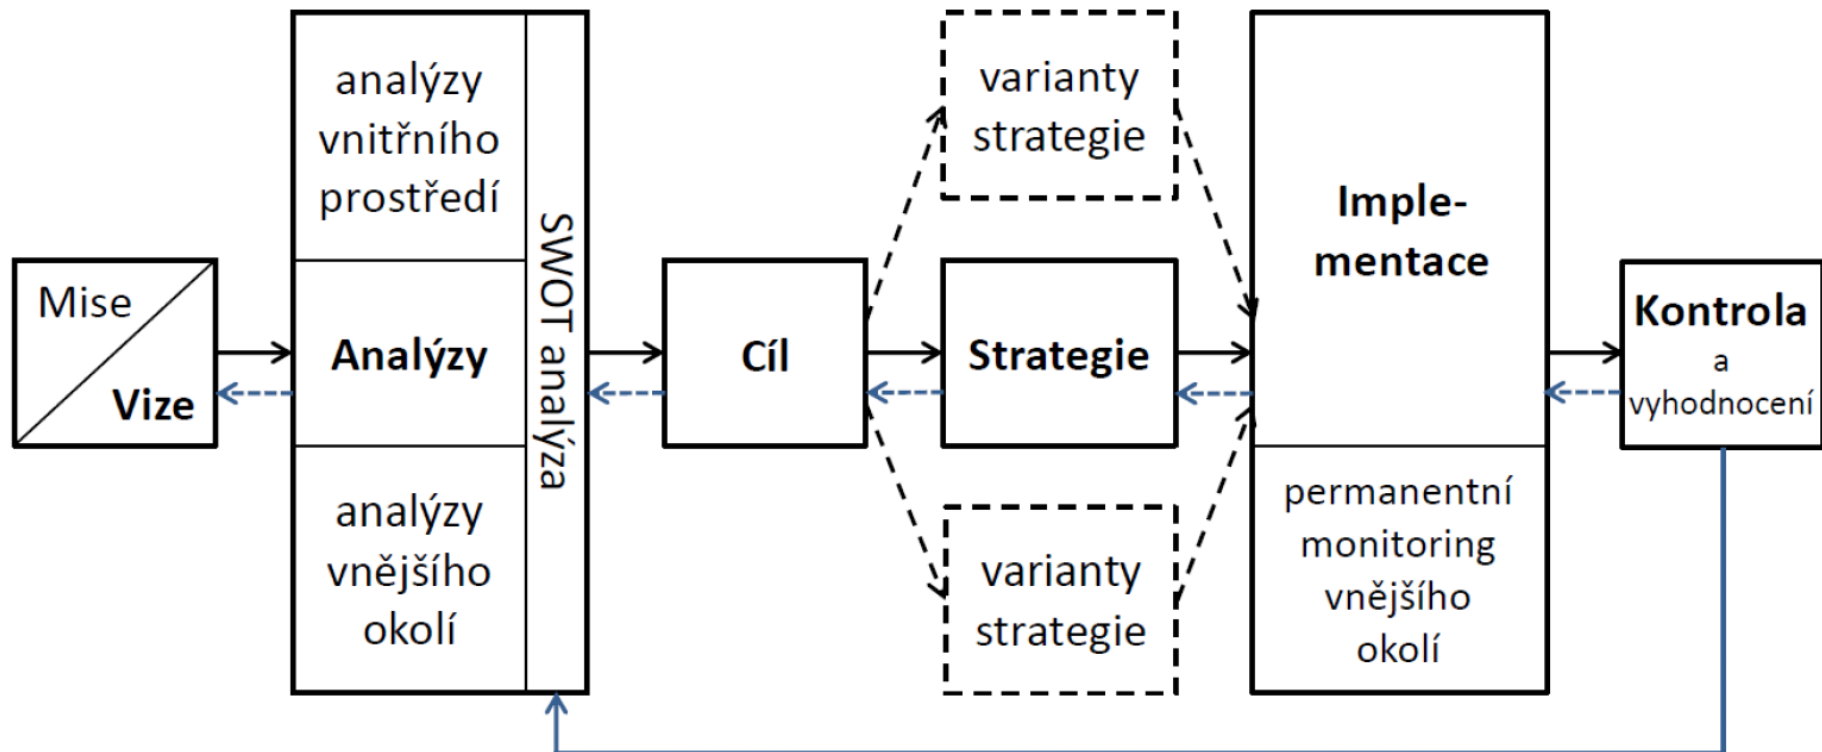 Mise
Vize
analýzy
vnitřního
prostředí
Analýzy
analýzy
vnějšího
okolí
SWOT analýza
Cíl
varianty
strategie
Strategie
varianty
strategie
Imple-
mentace
permanentní
monitoring
vnějšího
okolí
Kontrola
a
vyhodnocení